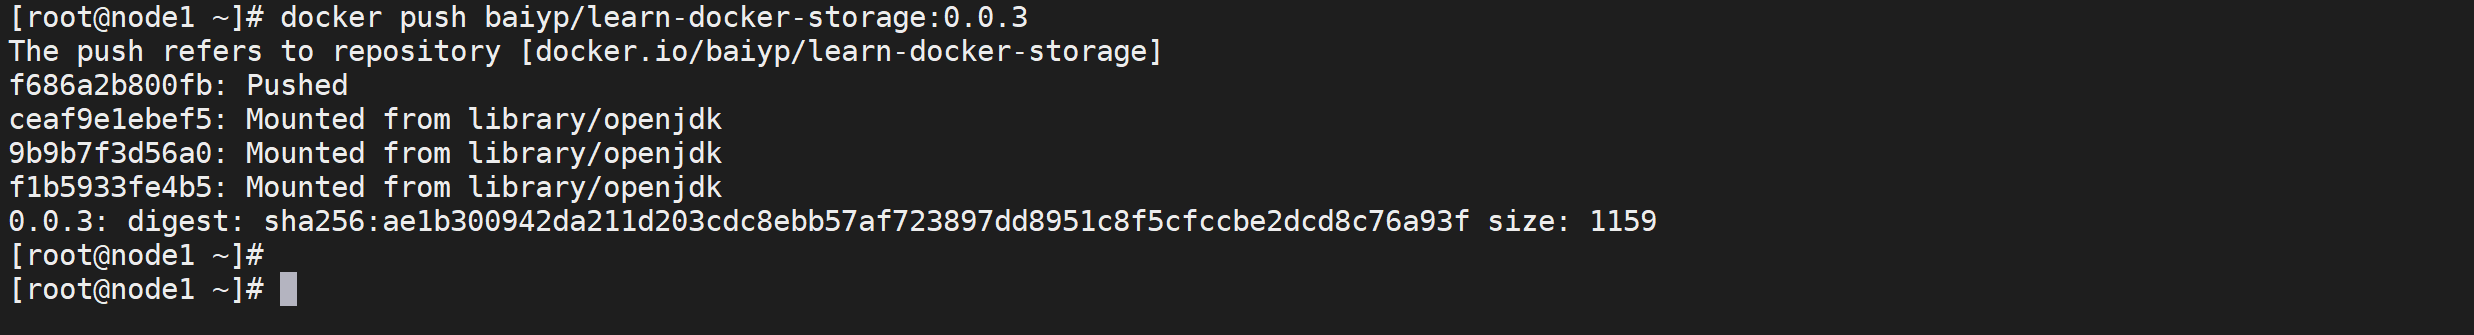 [root@node1 ~]# docker push baiyp/learn-docker-storage:0.0.3
The push refers to repository [docker.io/baiyp/learn-docker-storage]
f686a2b800fb: Pushed
ceaf9e1ebef5: Mounted from library/openjdk
9b9b7f3d56a0: Mounted from library/openjdk
f1b5933fe4b5: Mounted from library/openjdk
0.0.3: digest: sha256:ae1b300942da211d203cdc8ebb57af723897dd8951c8f5cfccbe2dcd8c76a93f size: 1159
[root@node1 ~]#
[root@node1 ~]#